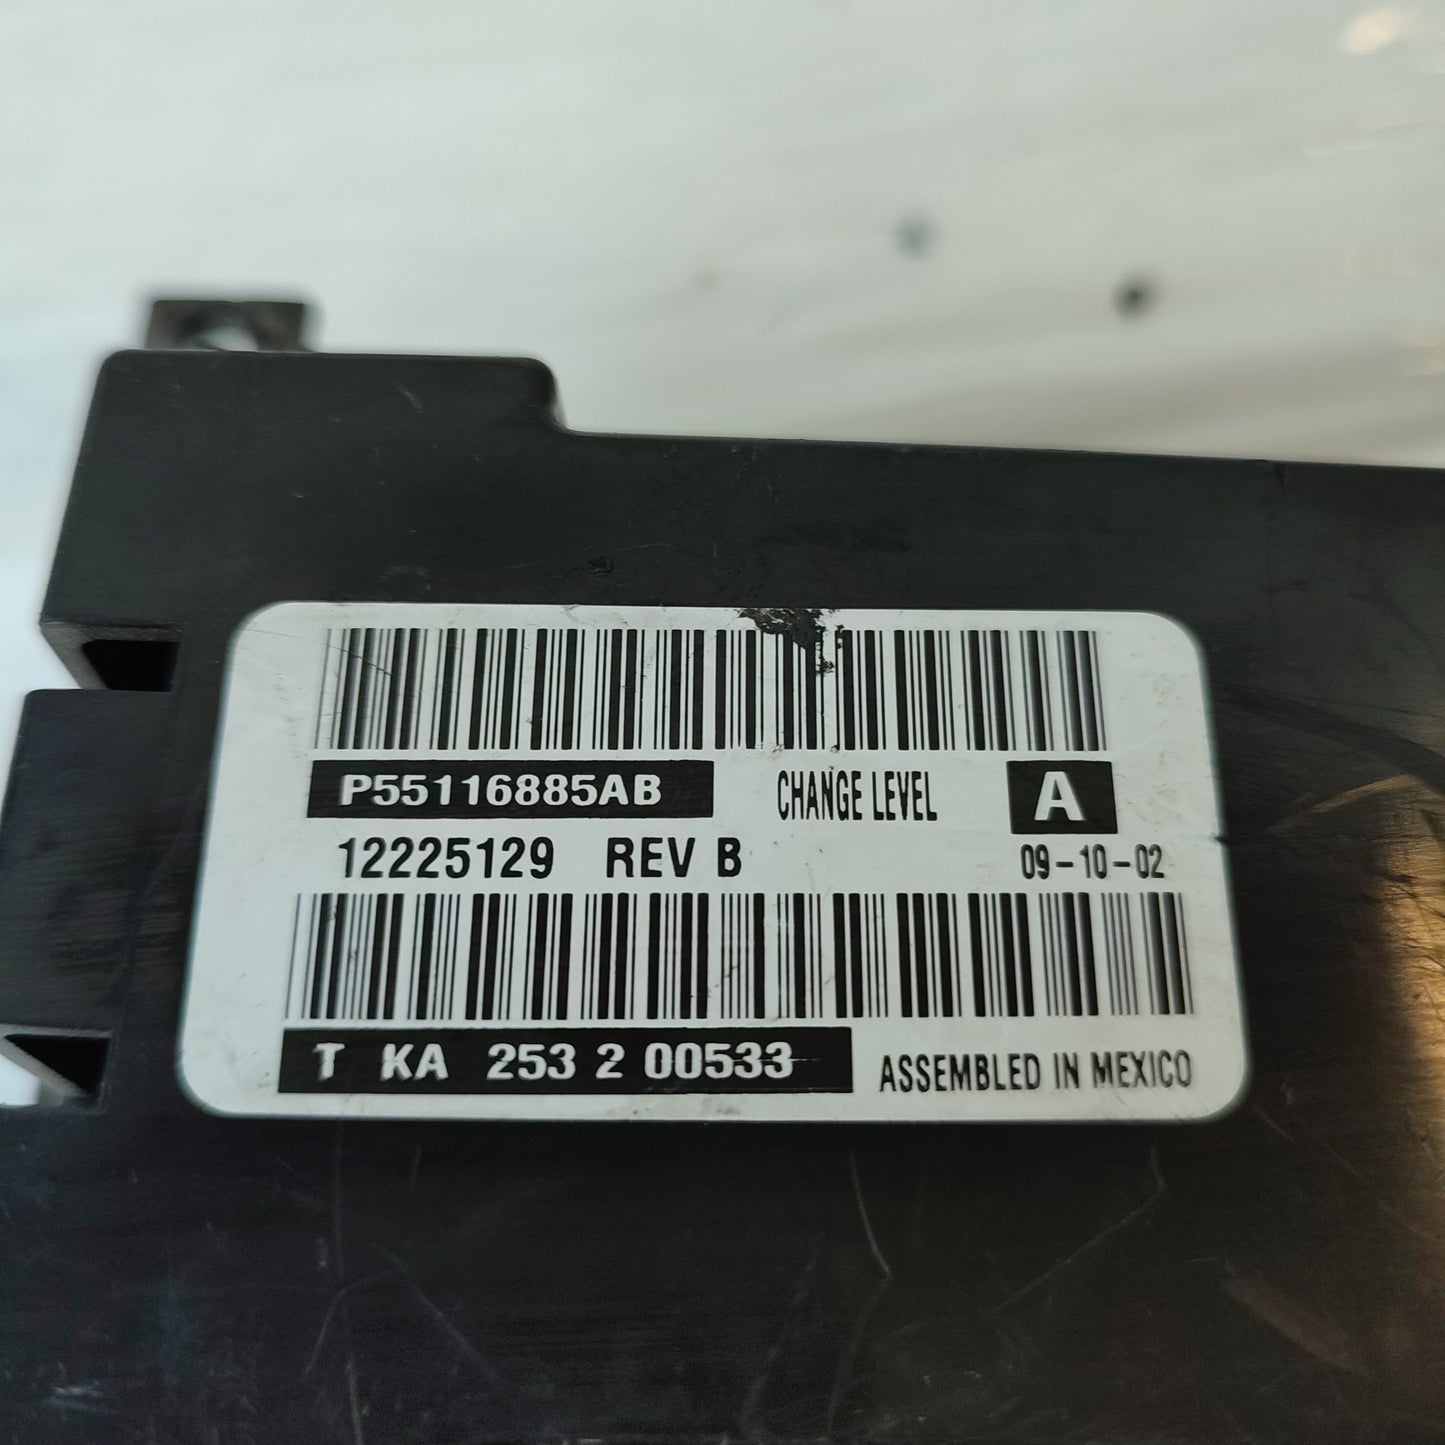 P55116885AB CHANGE LEVEL A
12225129 REV B 09-10-02
T KA 253 2 00533 ASSEMBLED IN MEXICO